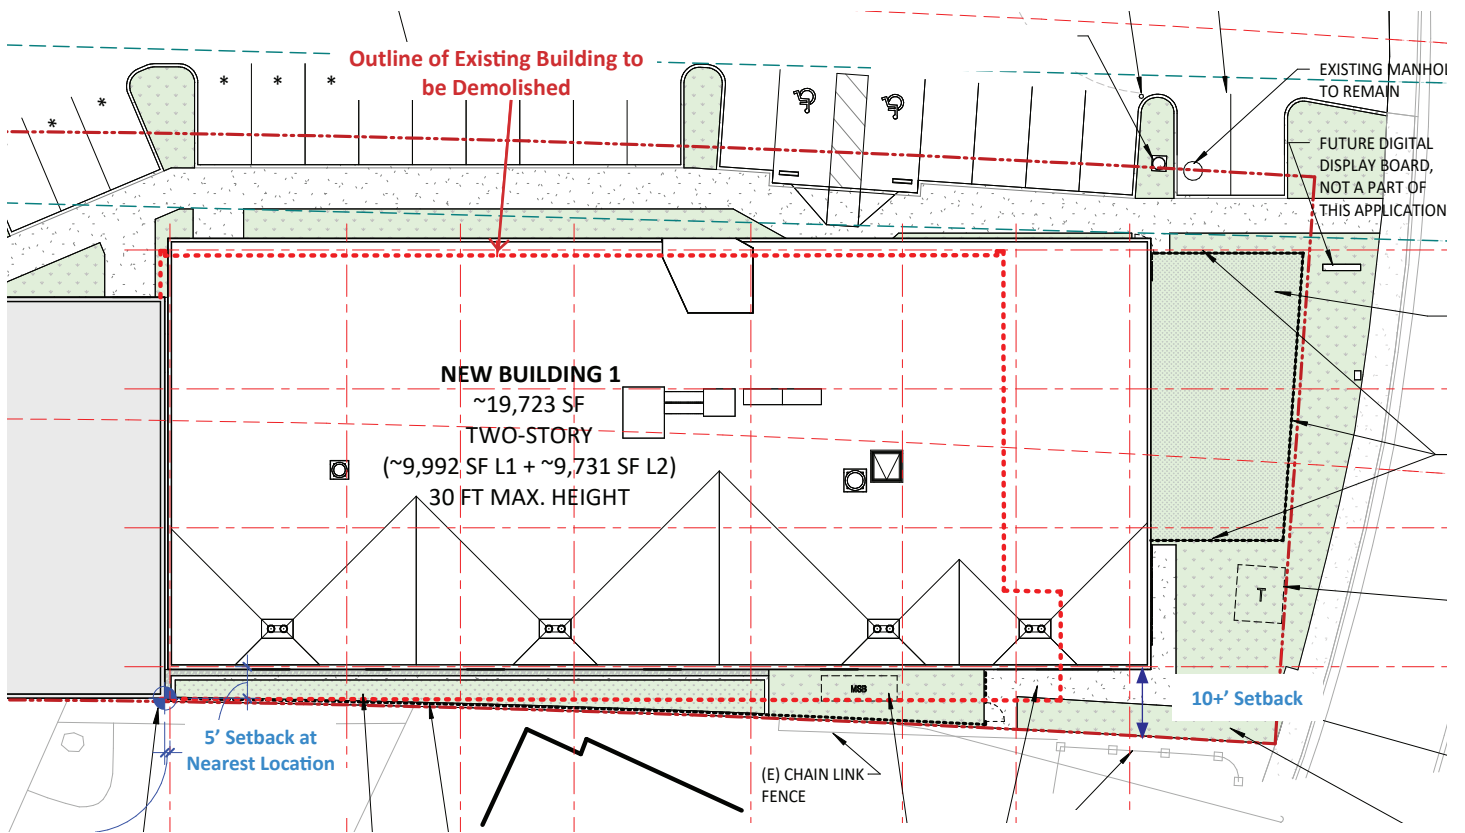 Outline of Existing Building to
be Demolished
*
*
*
*
*
EXISTING MANHOL
TO REMAIN
FUTURE DIGITAL
DISPLAY BOARD,
NOT A PART OF
THIS APPLICATION
NEW BUILDING 1
~19,723 SF
TWO-STORY
(~9,992 SF L1 + ~9,731 SF L2)
30 FT MAX. HEIGHT
T
MSB
10+' Setback
5' Setback at
Nearest Location
(E) CHAIN LINK
FENCE